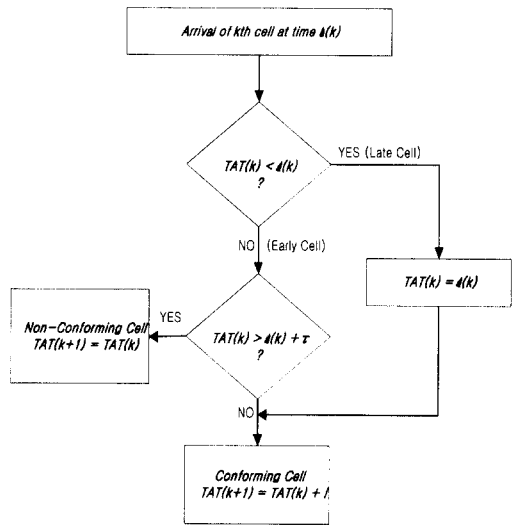 Arrival of kth cell at time t(k)
TAT(k) < t(k)
?
YES (Late Cell)
NO (Early Cell)
TAT(k) = t(k)
Non-Conforming Cell
TAT(k+1) = TAT(k)
YES
TAT(k) > t(k) + τ
?
NO
Conforming Cell
TAT(k+1) = TAT(k) +